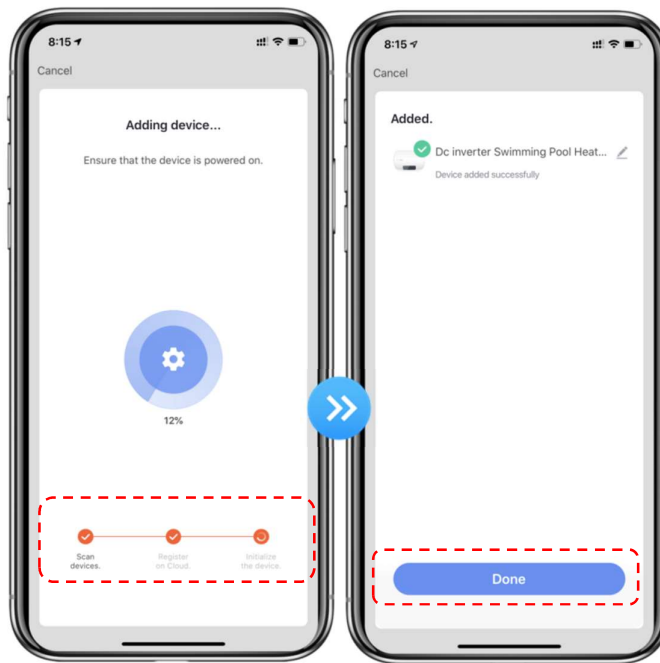 8:15
Cancel
Adding device...
Ensure that the device is powered on.
12%
Scan
devices.
Register
on Cloud.
Initialize
the device.
8:15
Cancel
Added.
Dc inverter Swimming Pool Heat...
Device added successfully
Done